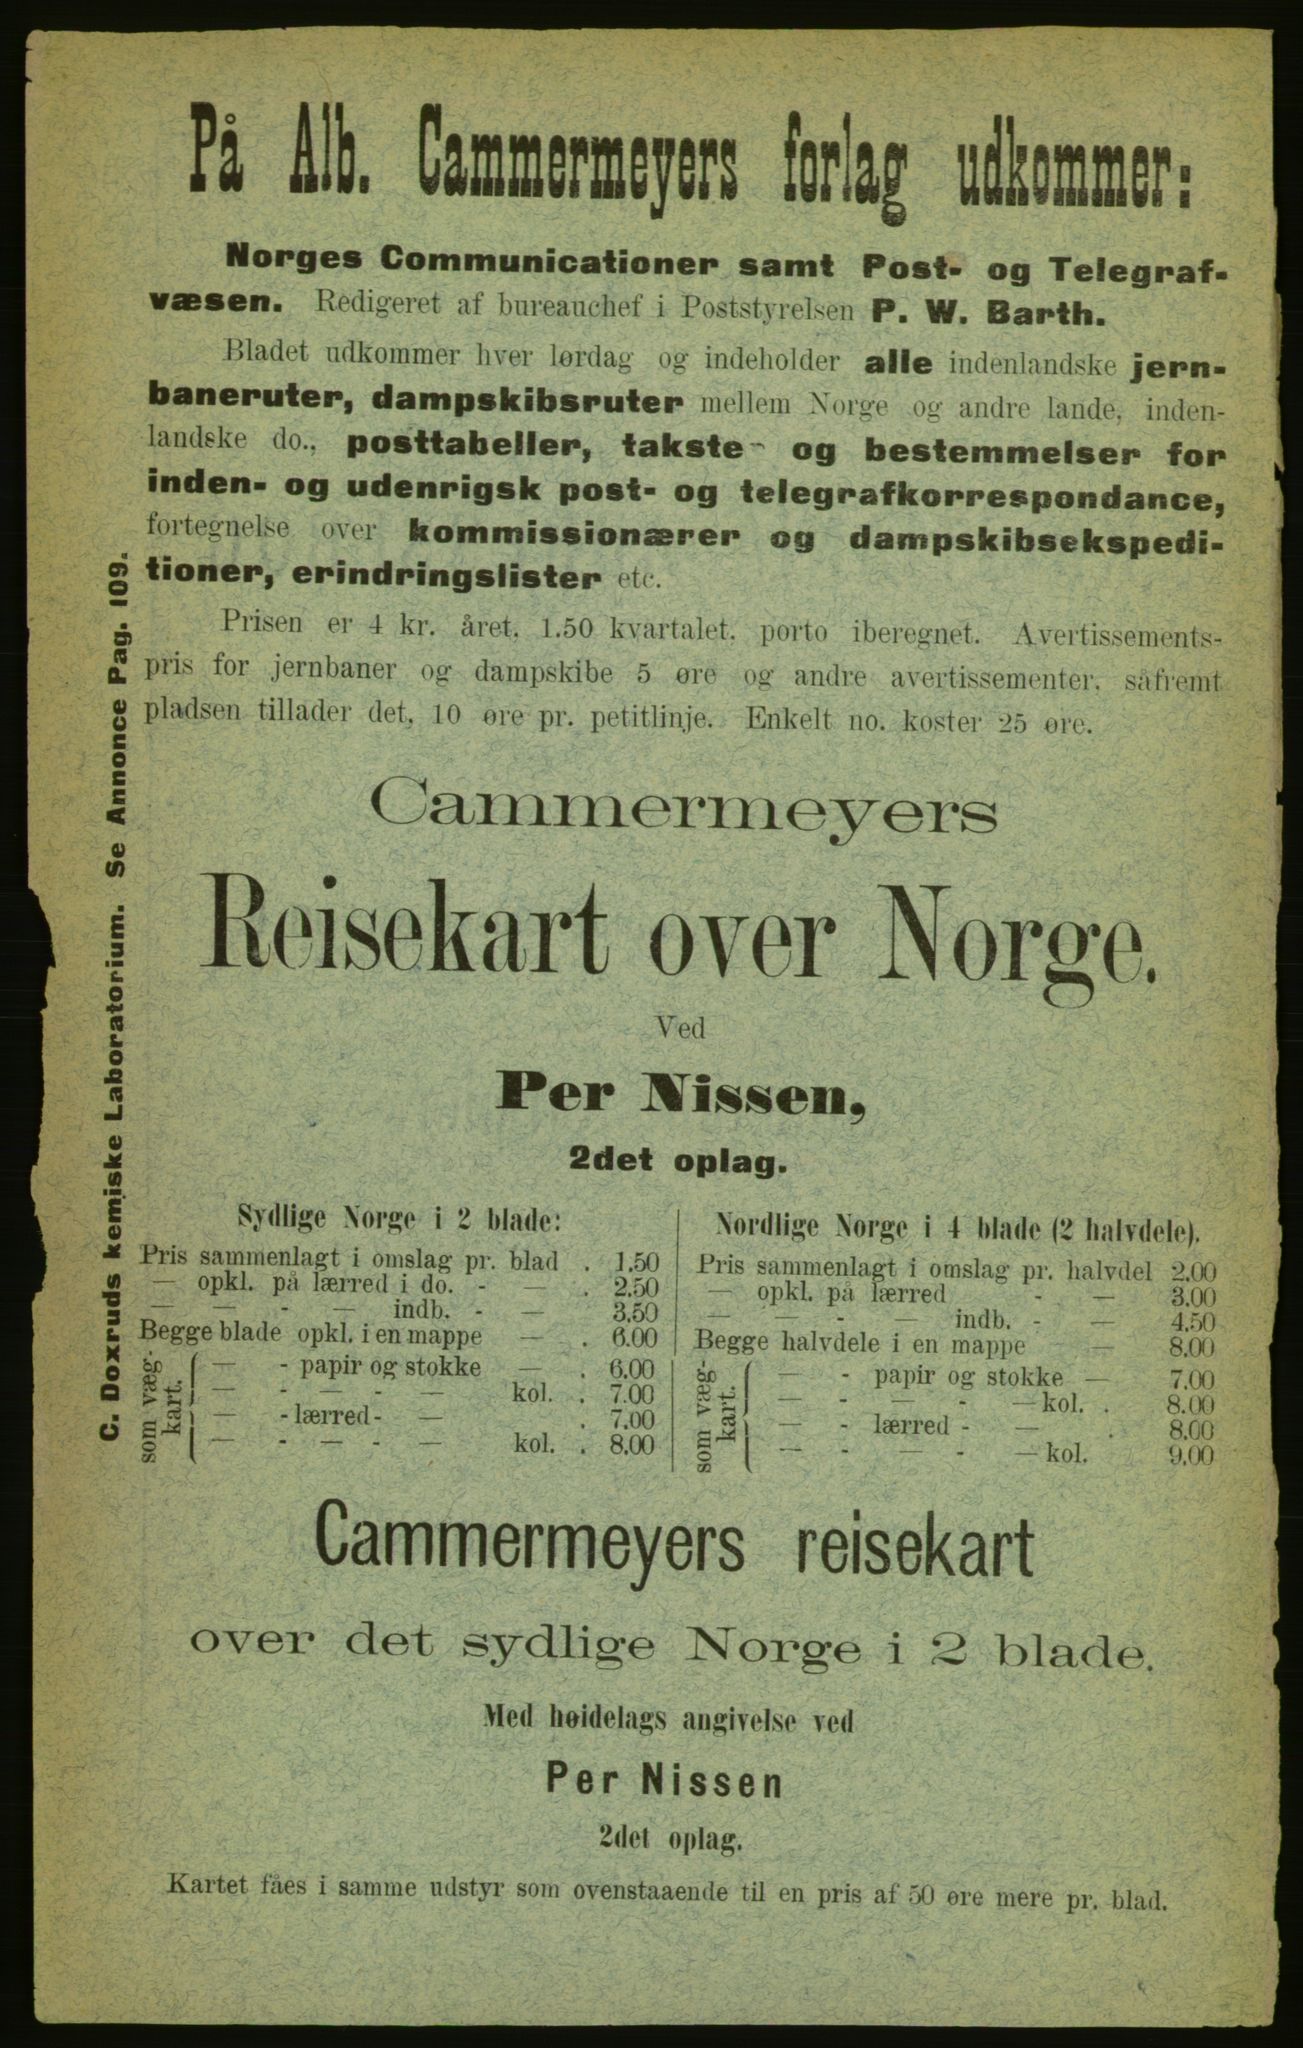 På Alb. Cammermeyers forlag udkommer:
Norges Communicationer samt Post- og Telegraf-
væsen. Redigeret af bureauchef i Poststyrelsen P. W. Barth.
Bladet udkommer hver lørdag og indeholder alle indenlandske jern-
baneruter, dampskibsruter mellem Norge og andre lande, inden-
landske do., posttabeller, takste- og bestemmelser for
inden- og udenrigsk post- og telegrafkorrespondance,
fortegnelse over kommissionærer og dampskibsekspedi-
tioner, erindringslister etc.
Prisen er 4 kr. året, 1.50 kvartalet, porto iberegnet. Avertissements-
pris for jernbaner og dampskibe 5 øre og andre avertissementer, såfremt
pladsen tillader det, 10 øre pr. petitlinje. Enkelt no. koster 25 øre.
Cammermeyers
Reisekart over Norge.
Ved
Per Nissen,
2det oplag.
Sydlige Norge i 2 blade:
Pris sammenlagt i omslag pr. blad . 1.50
— opkl. på lærred i do. - — . 2.50
— — - — indb. - — 3.50
Begge blade opkl. i en mappe — . 6.00
som væg-
kart.
— - papir og stokke — . 6.00
— - — - — kol. . 7.00
— - lærred - — . 7.00
— - — - — kol. . 8.00
Nordlige Norge i 4 blade (2 halvdele).
Pris sammenlagt i omslag pr. halvdel 2.00
— opkl. på lærred - — 3.00
— — - — indb. - — 4.50
Begge halvdele i en mappe — 8.00
som væg-
kart.
— - papir og stokke — 7.00
— - — - — kol. . 8.00
— - lærred - — . 8.00
— - — - — kol. 9.00
Cammermeyers reisekart
over det sydlige Norge i 2 blade.
Med høidelags angivelse ved
Per Nissen
2det oplag.
Kartet fåes i samme udstyr som ovenstaaende til en pris af 50 øre mere pr. blad.
C. Doxruds kemiske Laboratorium. Se Annonce Pag. 109.